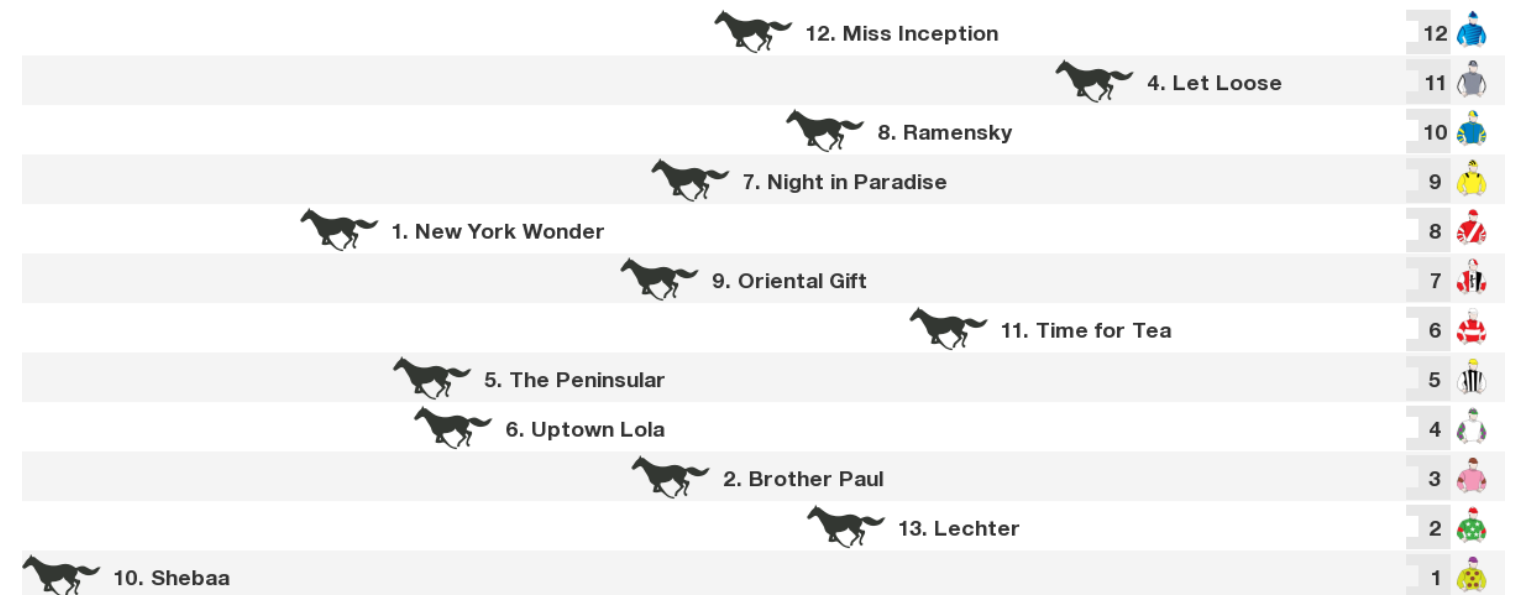 12. Miss Inception 12
4. Let Loose 11
8. Ramensky 10
7. Night in Paradise 9
1. New York Wonder 8
9. Oriental Gift 7
11. Time for Tea 6
5. The Peninsular 5
6. Uptown Lola 4
2. Brother Paul 3
13. Lechter 2
10. Shebaa 1